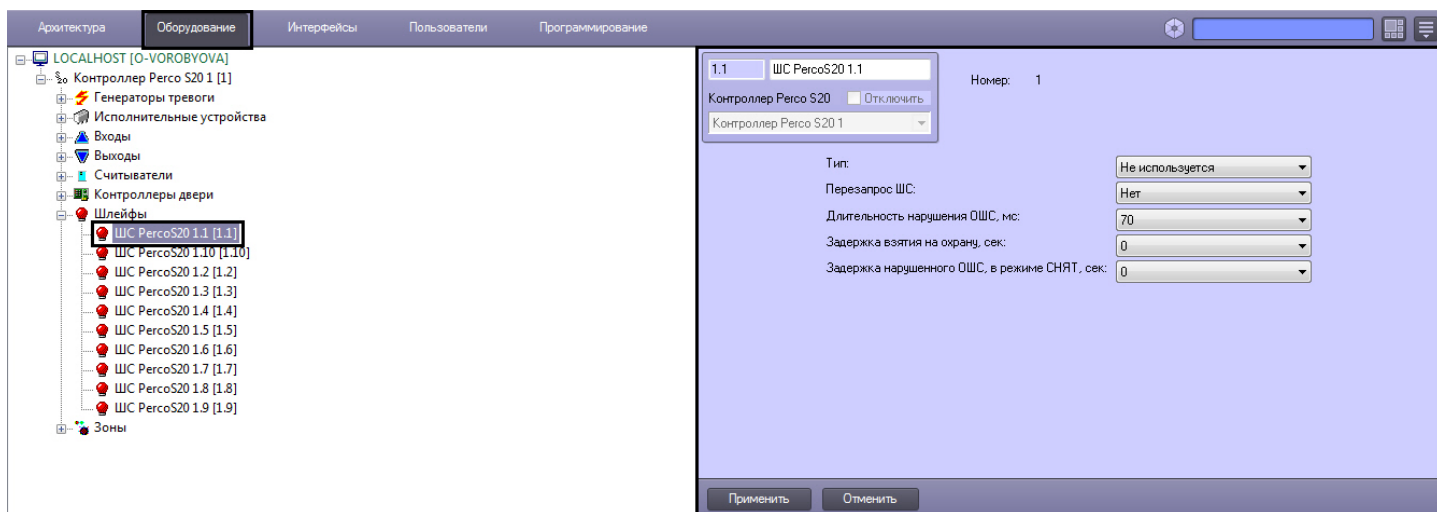 Архитектура Оборудование Интерфейсы Пользователи Программирование
LOCALHOST [O-VOROBYOVA]
Контроллер Perco S20 1 [1]
Генераторы тревоги
Исполнительные устройства
Входы
Выходы
Считыватели
Контроллеры двери
Шлейфы
ШС PercoS20 1.1 [1.1]
ШС PercoS20 1.10 [1.10]
ШС PercoS20 1.2 [1.2]
ШС PercoS20 1.3 [1.3]
ШС PercoS20 1.4 [1.4]
ШС PercoS20 1.5 [1.5]
ШС PercoS20 1.6 [1.6]
ШС PercoS20 1.7 [1.7]
ШС PercoS20 1.8 [1.8]
ШС PercoS20 1.9 [1.9]
Зоны
1.1 ШС PercoS20 1.1
Номер: 1
Контроллер Perco S20 Отключить
Контроллер Perco S20 1
Тип: Не используется
Перезапрос ШС: Нет
Длительность нарушения ОШС, мс: 70
Задержка взятия на охрану, сек: 0
Задержка нарушенного ОШС, в режиме СНЯТ, сек: 0
Применить Отменить